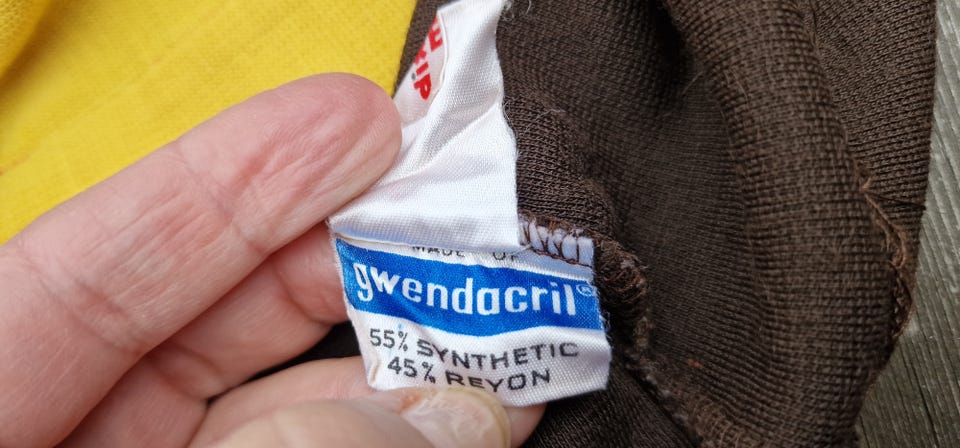 MADE OF
gwendacril®
55% SYNTHETIC
45% REYON